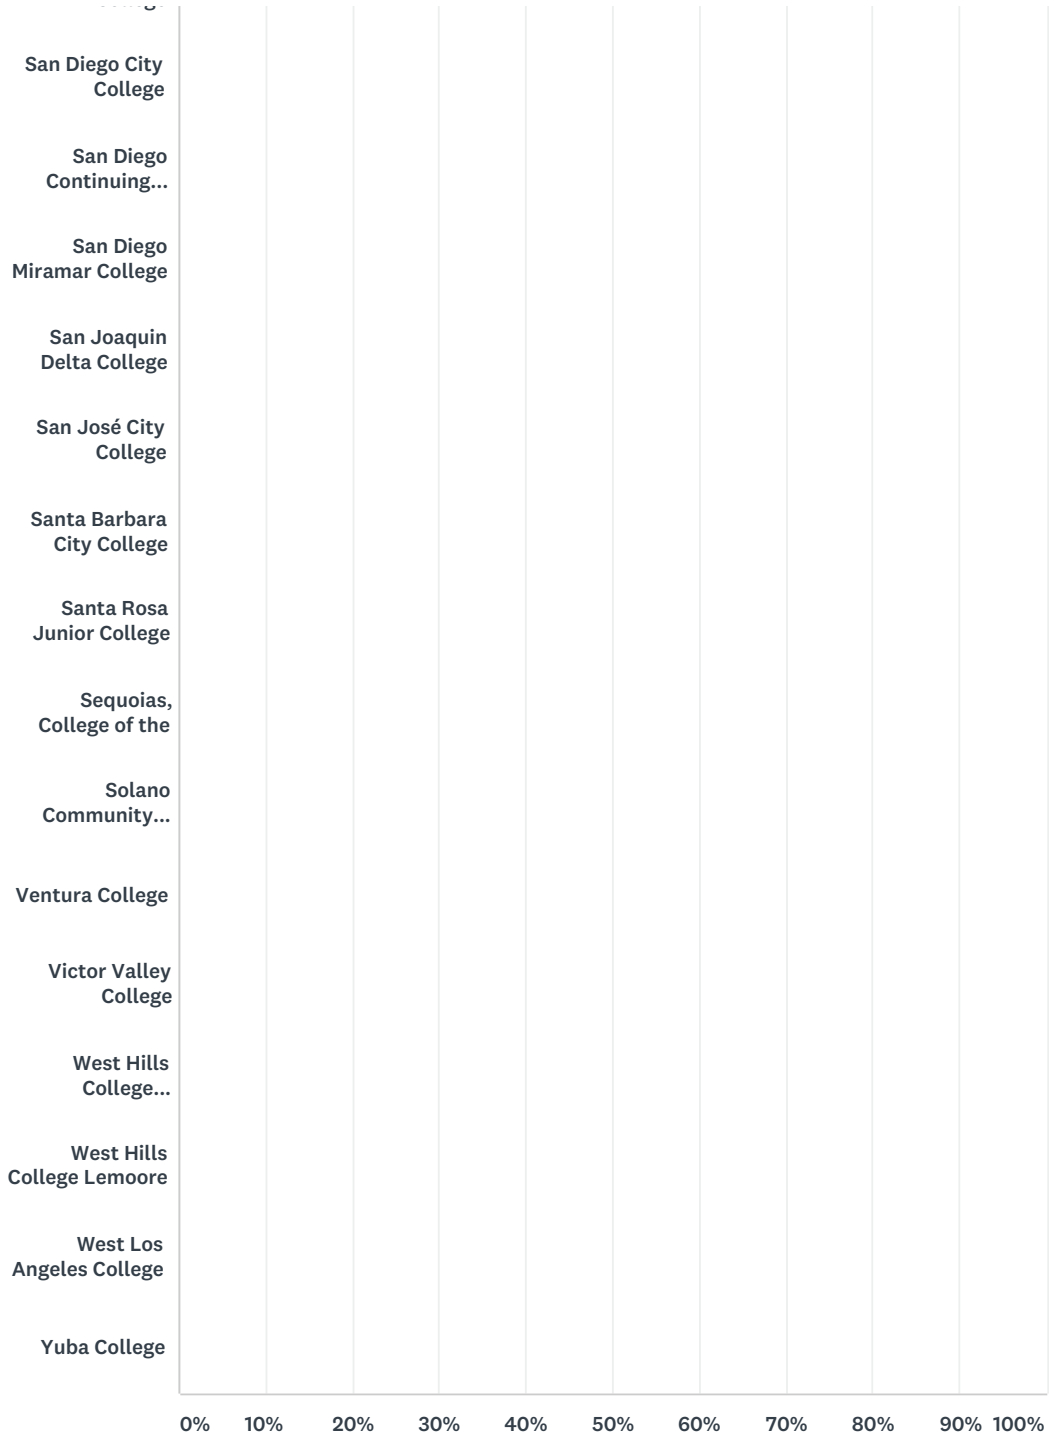 San Diego City
College
San Diego
Continuing...
San Diego
Miramar College
San Joaquin
Delta College
San José City
College
Santa Barbara
City College
Santa Rosa
Junior College
Sequoias,
College of the
Solano
Community...
Ventura College
Victor Valley
College
West Hills
College...
West Hills
College Lemoore
West Los
Angeles College
Yuba College
0% 10% 20% 30% 40% 50% 60% 70% 80% 90% 100%